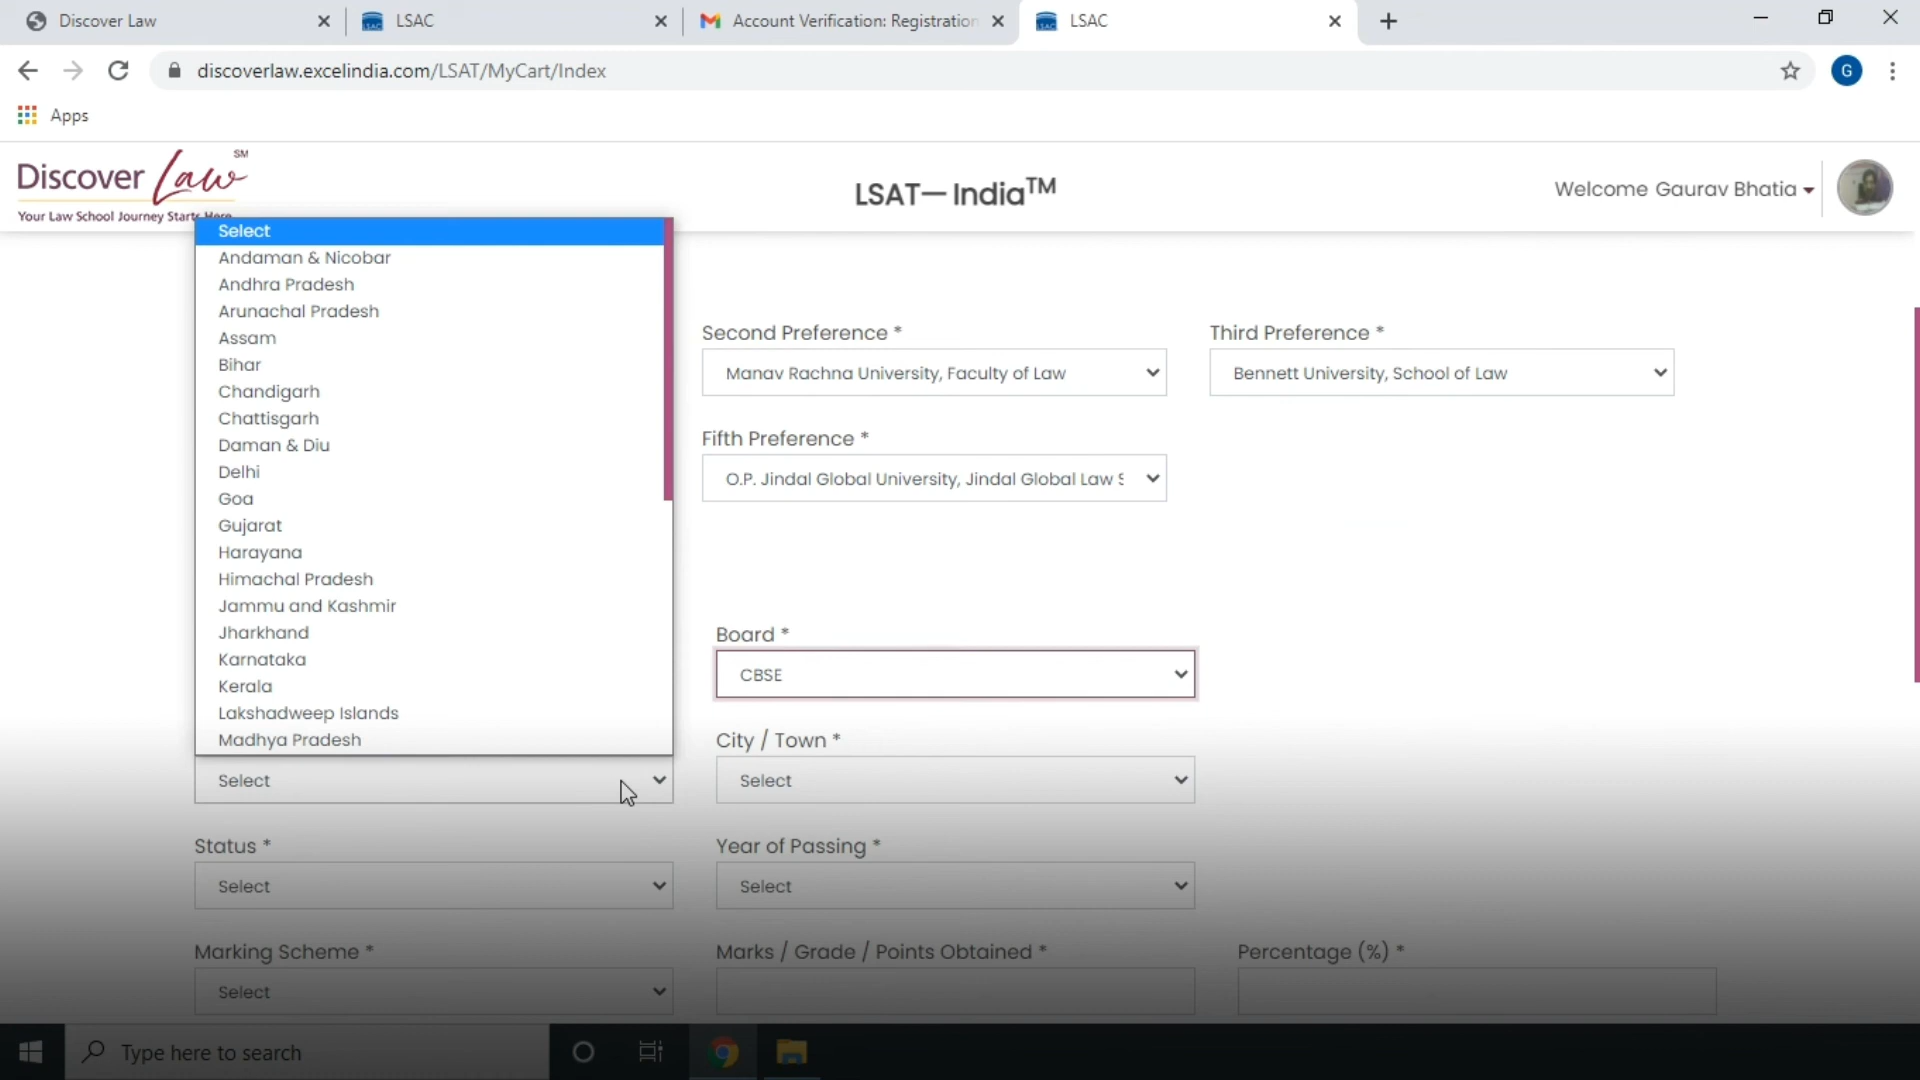 Discover Law
LSAC
Account Verification: Registration
LSAC
discoverlaw.excelindia.com/LSAT/MyCart/Index
G
Apps
Discover Law SM
Your Law School Journey Starts Here
LSAT— India™
Welcome Gaurav Bhatia
Select
Andaman & Nicobar
Andhra Pradesh
Arunachal Pradesh
Assam
Bihar
Chandigarh
Chattisgarh
Daman & Diu
Delhi
Goa
Gujarat
Harayana
Himachal Pradesh
Jammu and Kashmir
Jharkhand
Karnataka
Kerala
Lakshadweep Islands
Madhya Pradesh
Second Preference *
Third Preference *
Manav Rachna University, Faculty of Law
Bennett University, School of Law
Fifth Preference *
O.P. Jindal Global University, Jindal Global Law S
Board *
CBSE
City / Town *
Select
Select
Status *
Year of Passing *
Select
Select
Marking Scheme *
Marks / Grade / Points Obtained *
Percentage (%) *
Select
Type here to search